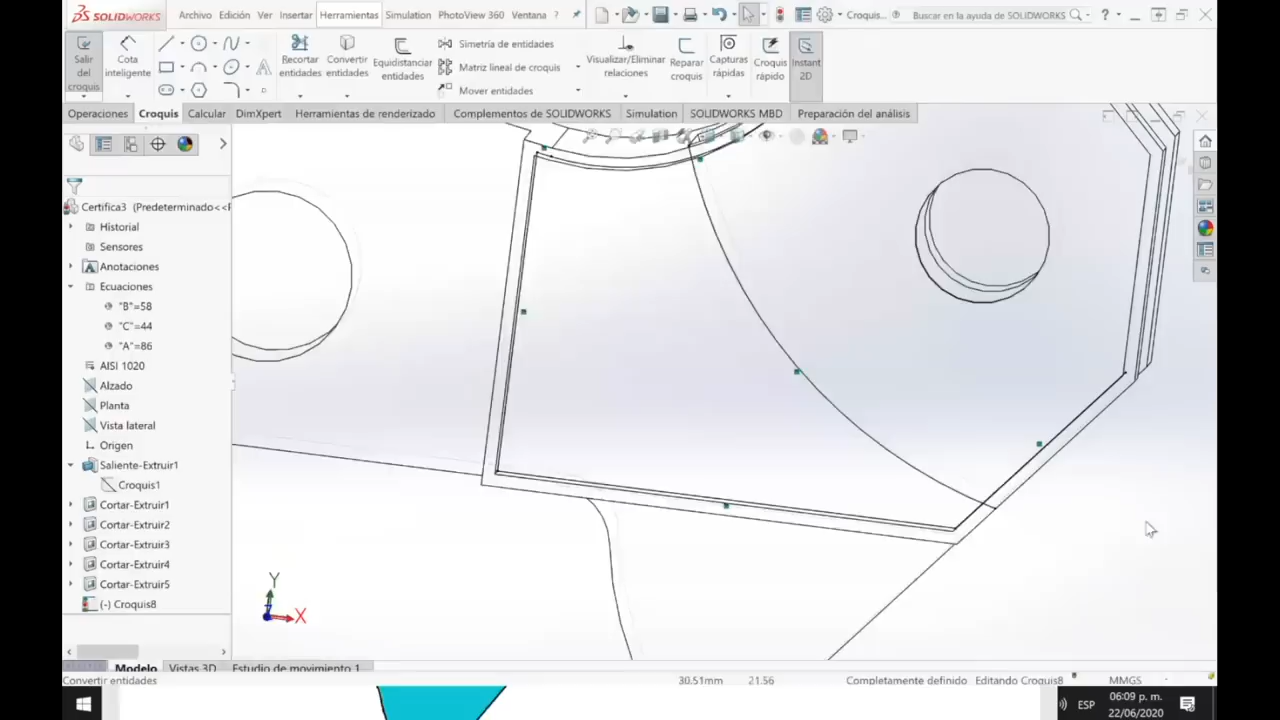 SOLIDWORKS Archivo Edición Ver Insertar Herramientas Simulation PhotoView 360 Ventana Croquis... Buscar en la ayuda de SOLIDWORKS ?
Salir del croquis
Cota inteligente
Recortar entidades
Convertir entidades
Equidistanciar entidades
Simetría de entidades
Matriz lineal de croquis
Mover entidades
Visualizar/Eliminar relaciones
Reparar croquis
Capturas rápidas
Croquis rápido
Instant 2D
Operaciones Croquis Calcular DimXpert Herramientas de renderizado Complementos de SOLIDWORKS Simulation SOLIDWORKS MBD Preparación del análisis
Certifica3 (Predeterminado<<F
Historial
Sensores
Anotaciones
Ecuaciones
"B"=58
"C"=44
"A"=86
AISI 1020
Alzado
Planta
Vista lateral
Origen
Saliente-Extruir1
Croquis1
Cortar-Extruir1
Cortar-Extruir2
Cortar-Extruir3
Cortar-Extruir4
Cortar-Extruir5
(-) Croquis8
Y
Z
X
Modelo Vistas 3D Estudio de movimiento 1
Convertir entidades 30.51mm 21.56 Completamente definido Editando Croquis8 MMGS
ESP 06:09 p. m.
22/06/2020